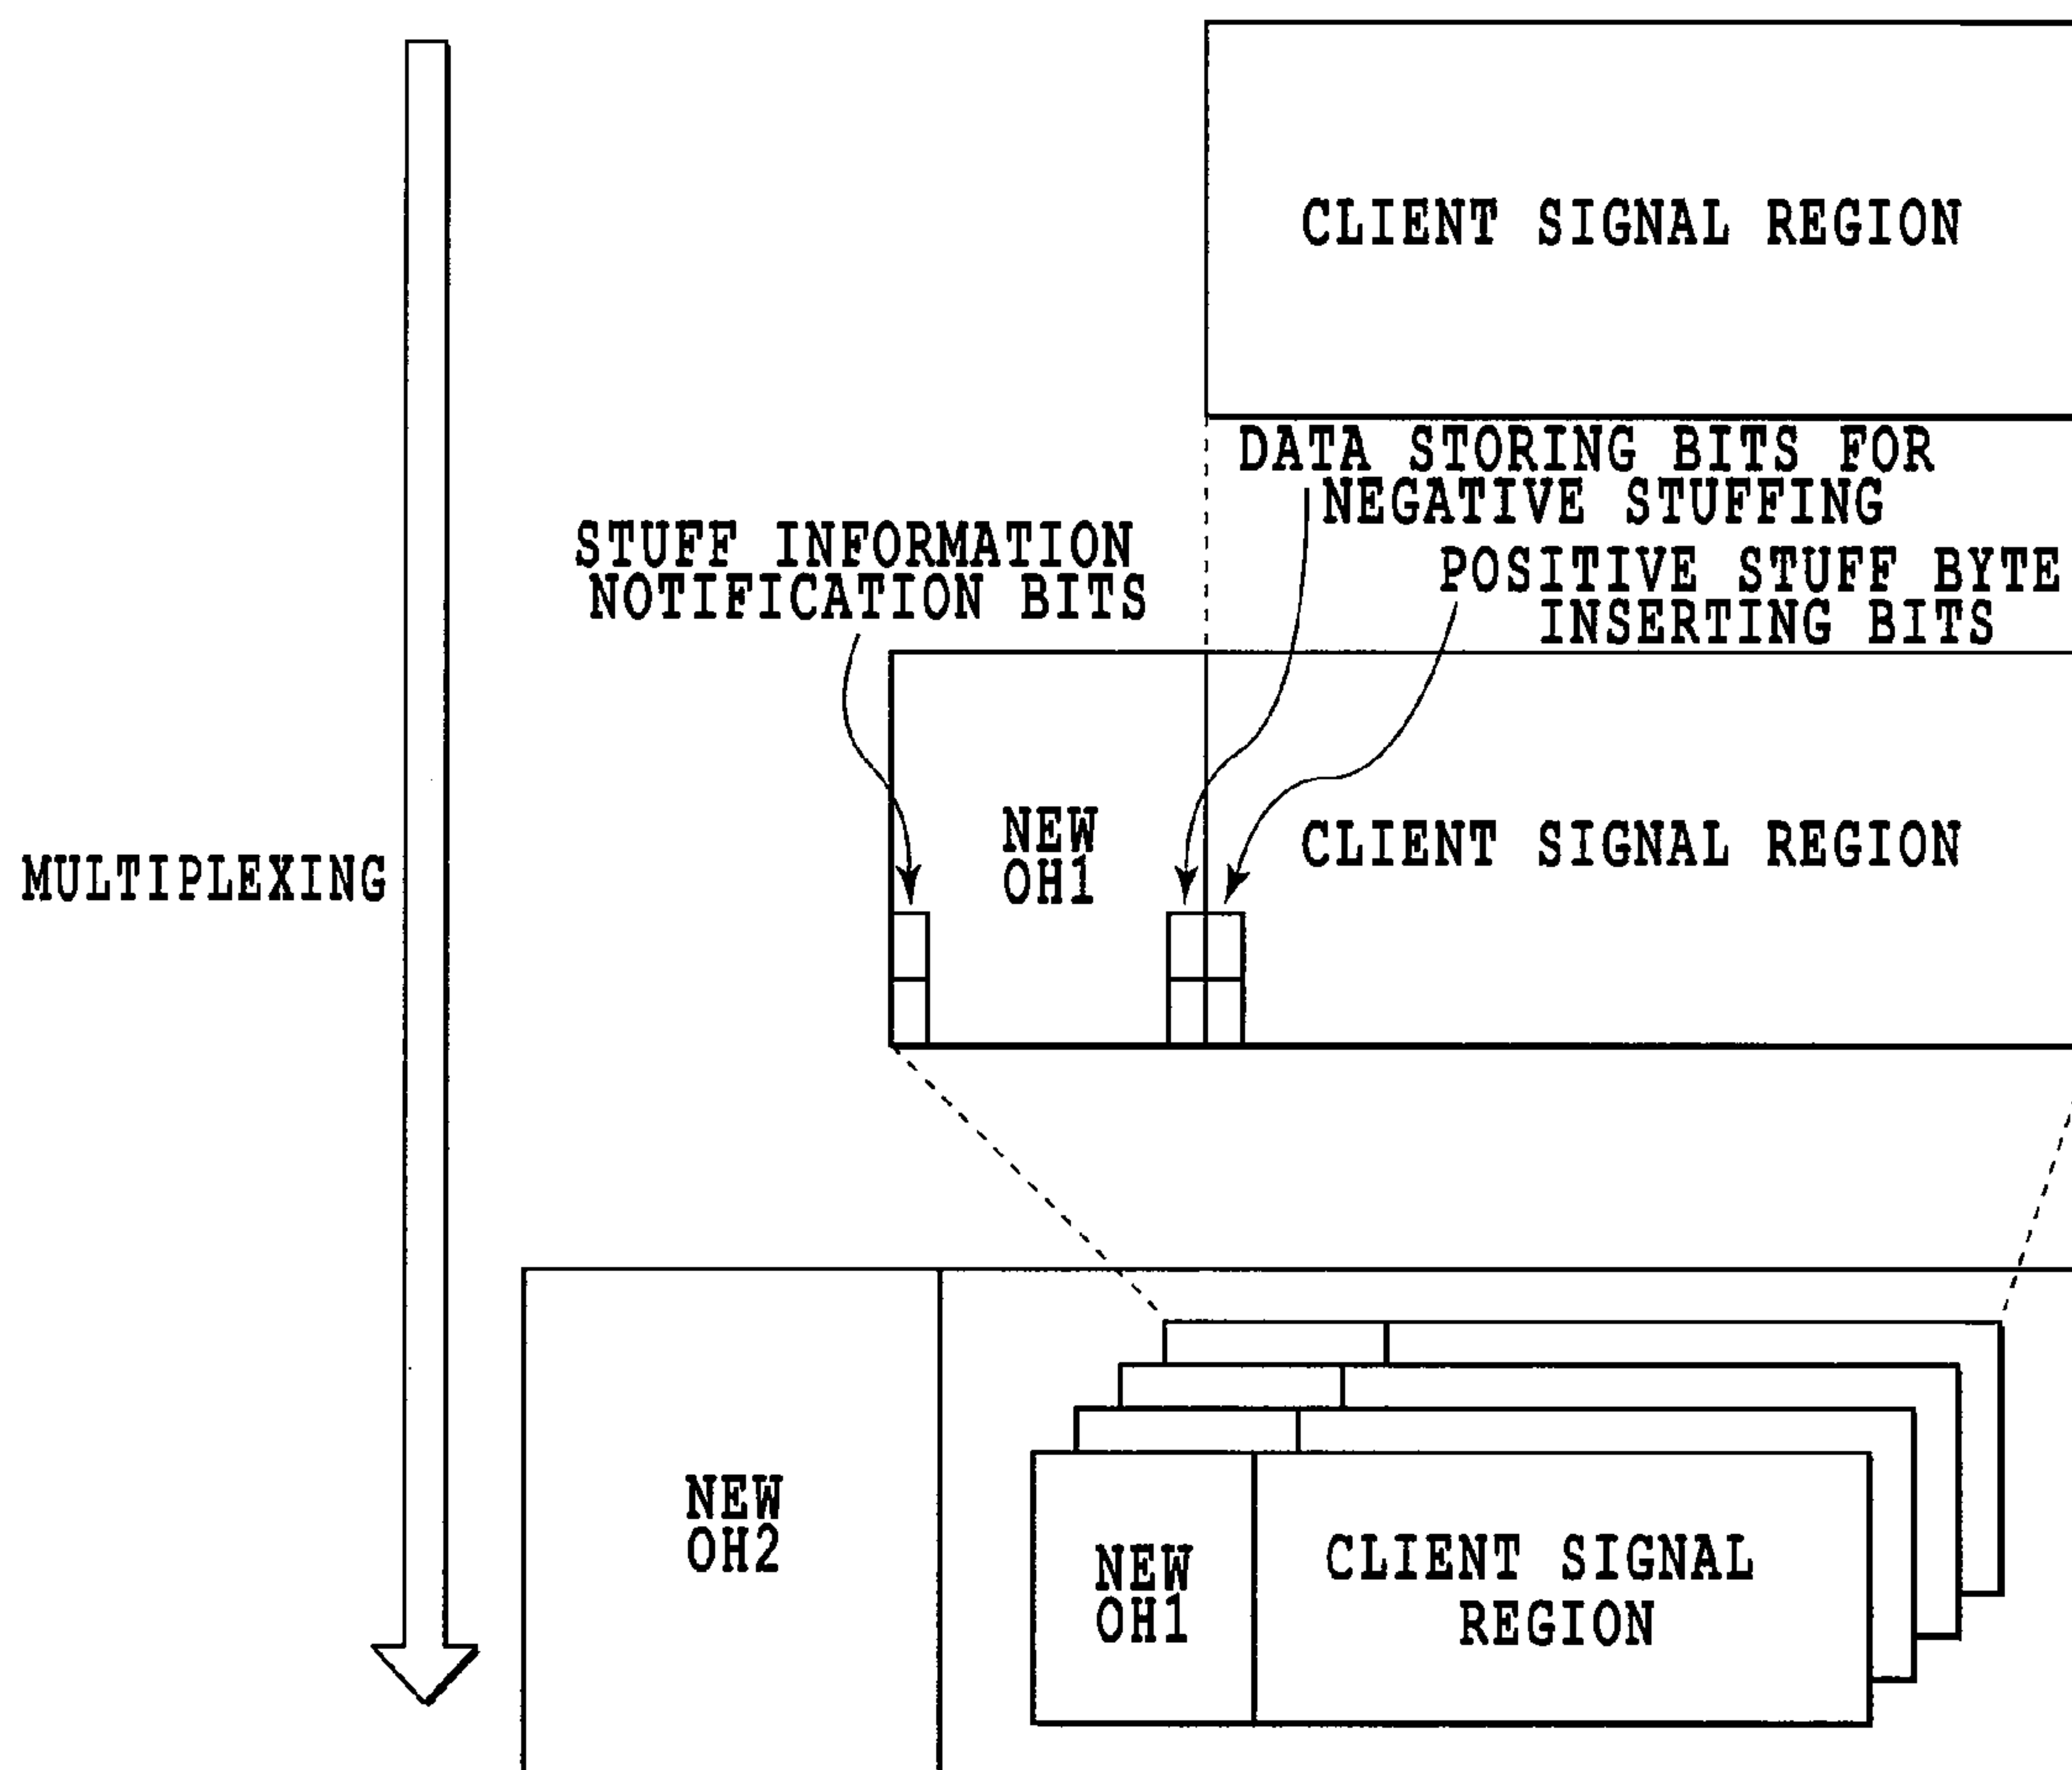 CLIENT SIGNAL REGION
DATA STORING BITS FOR
NEGATIVE STUFFING
STUFF INFORMATION
NOTIFICATION BITS
POSITIVE STUFF BYTE
INSERTING BITS
NEW
OH1
CLIENT SIGNAL REGION
MULTIPLEXING
NEW
OH2
NEW
OH1
CLIENT SIGNAL
REGION